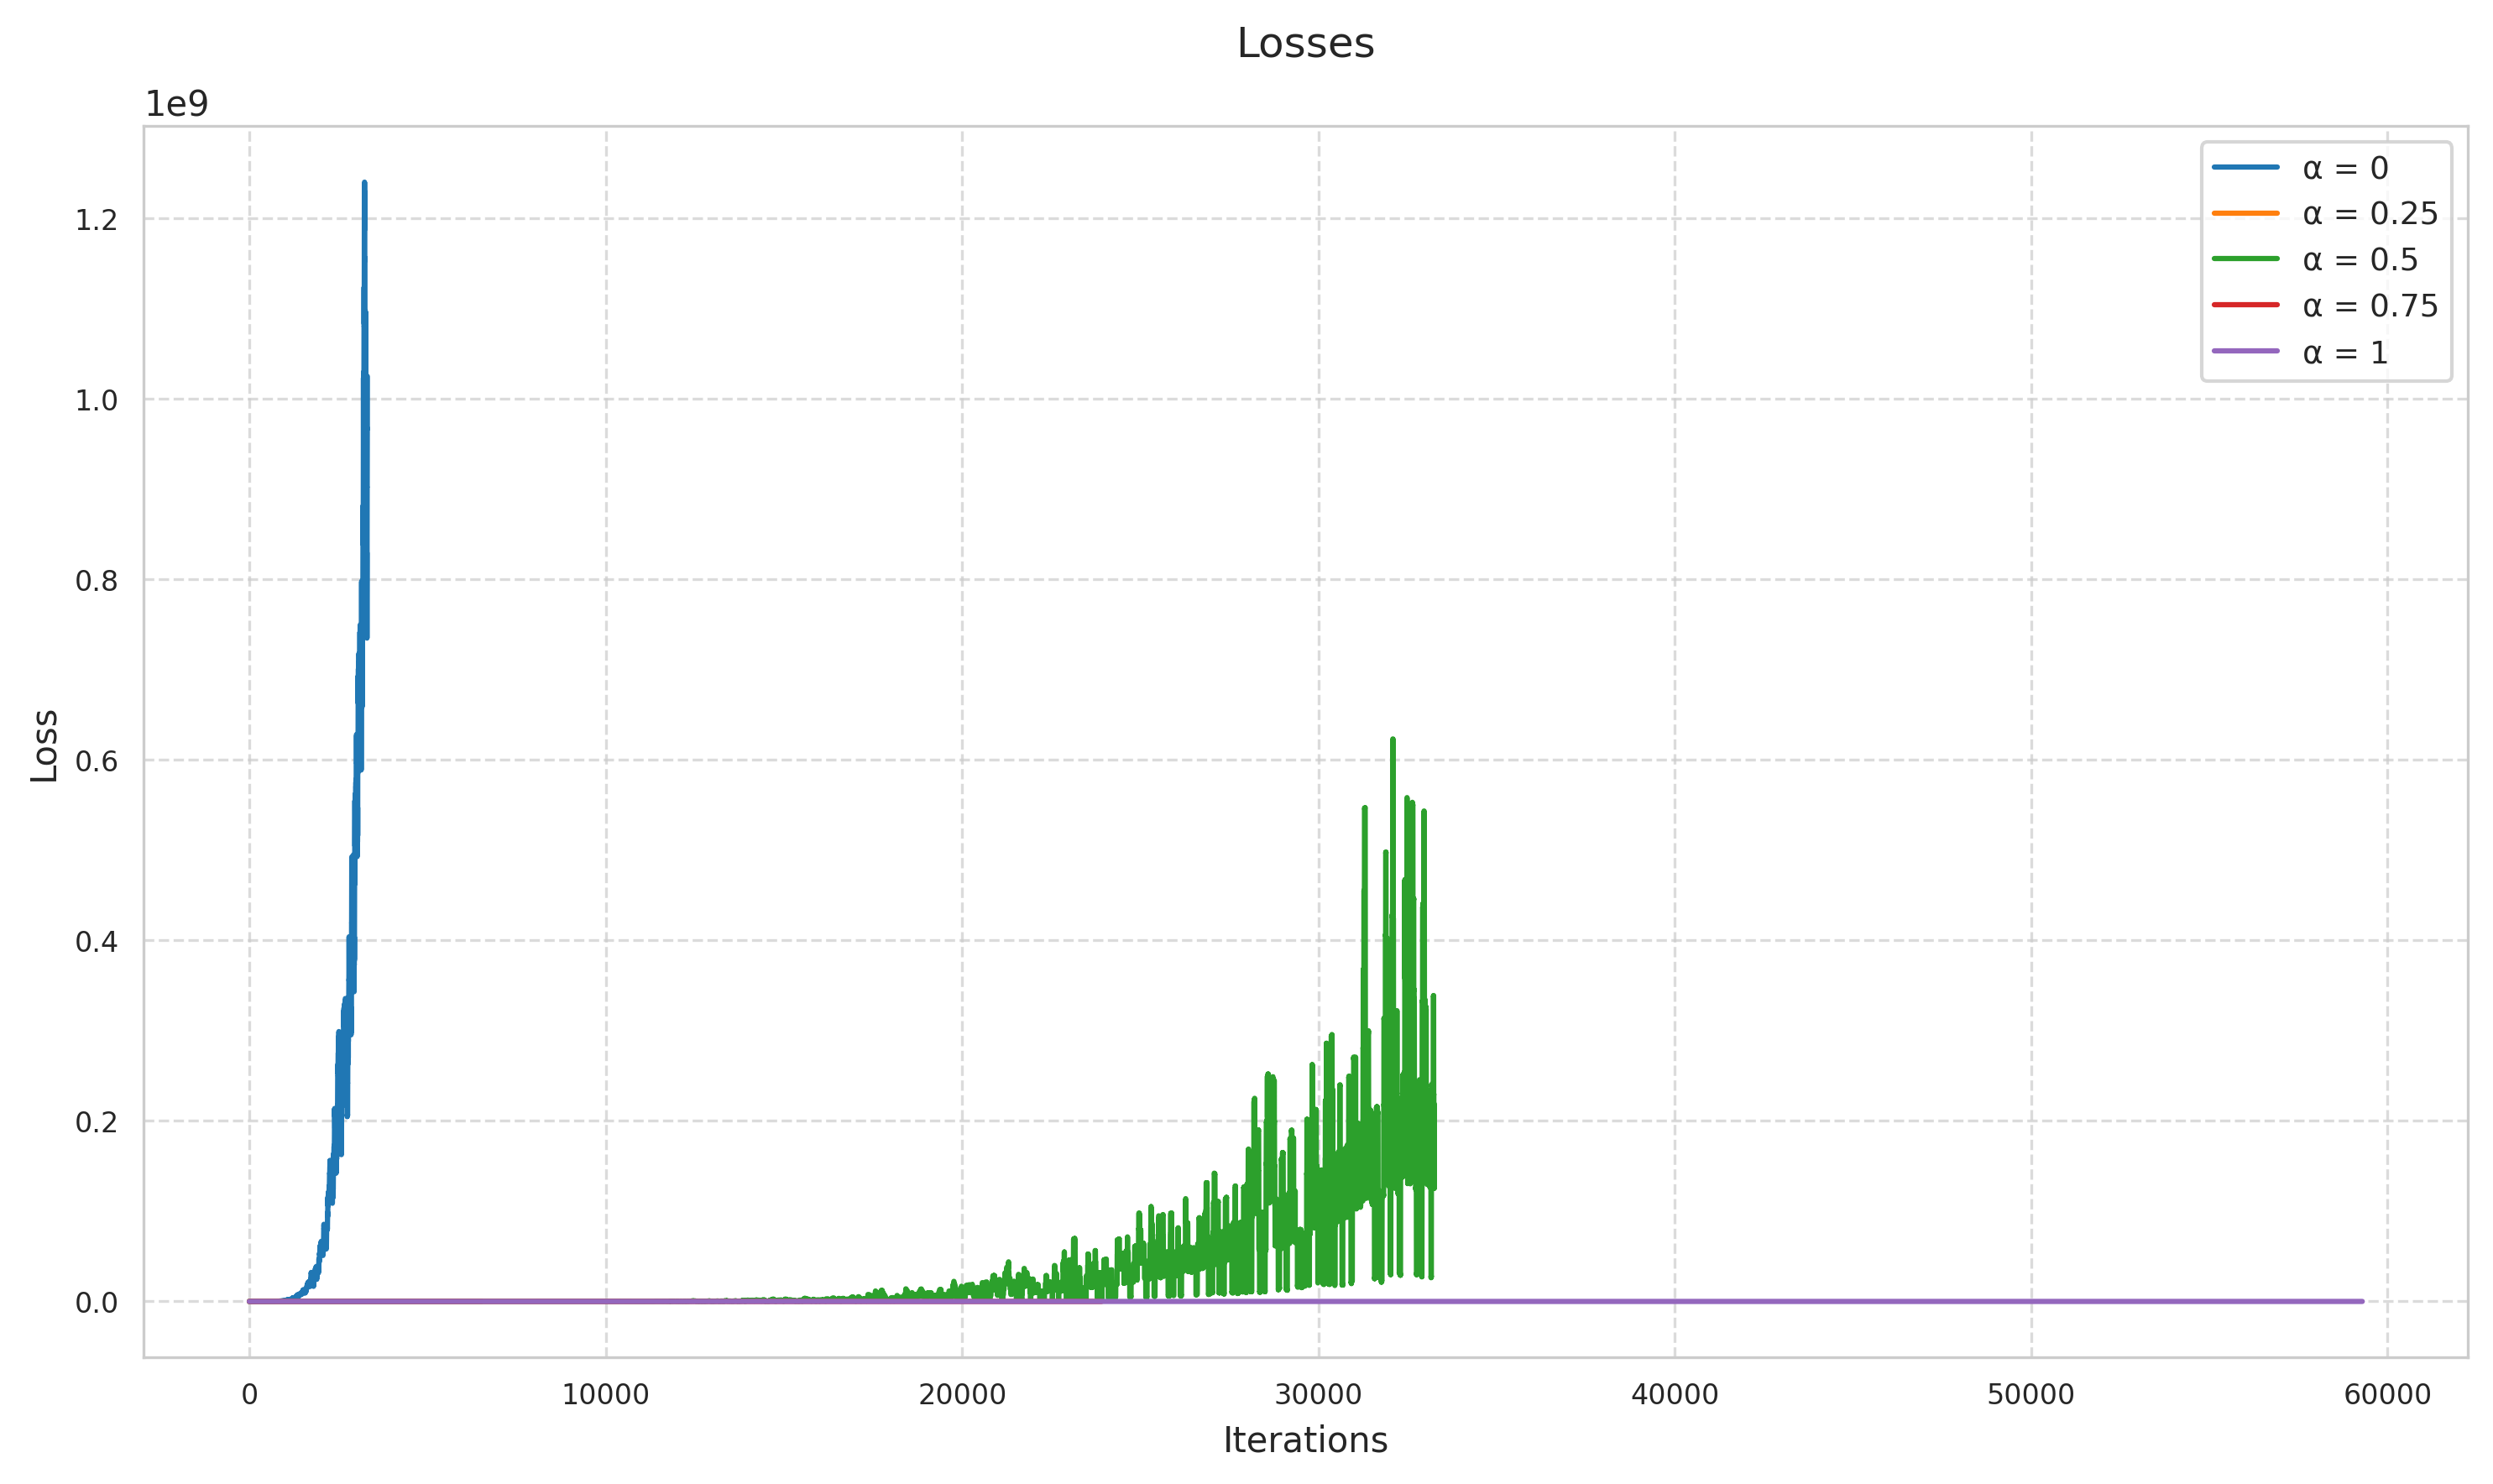 Losses
1e9
α = 0
α = 0.25
α = 0.5
α = 0.75
α = 1
1.2
1.0
0.8
0.6
0.4
0.2
0.0
Loss
0 10000 20000 30000 40000 50000 60000
Iterations